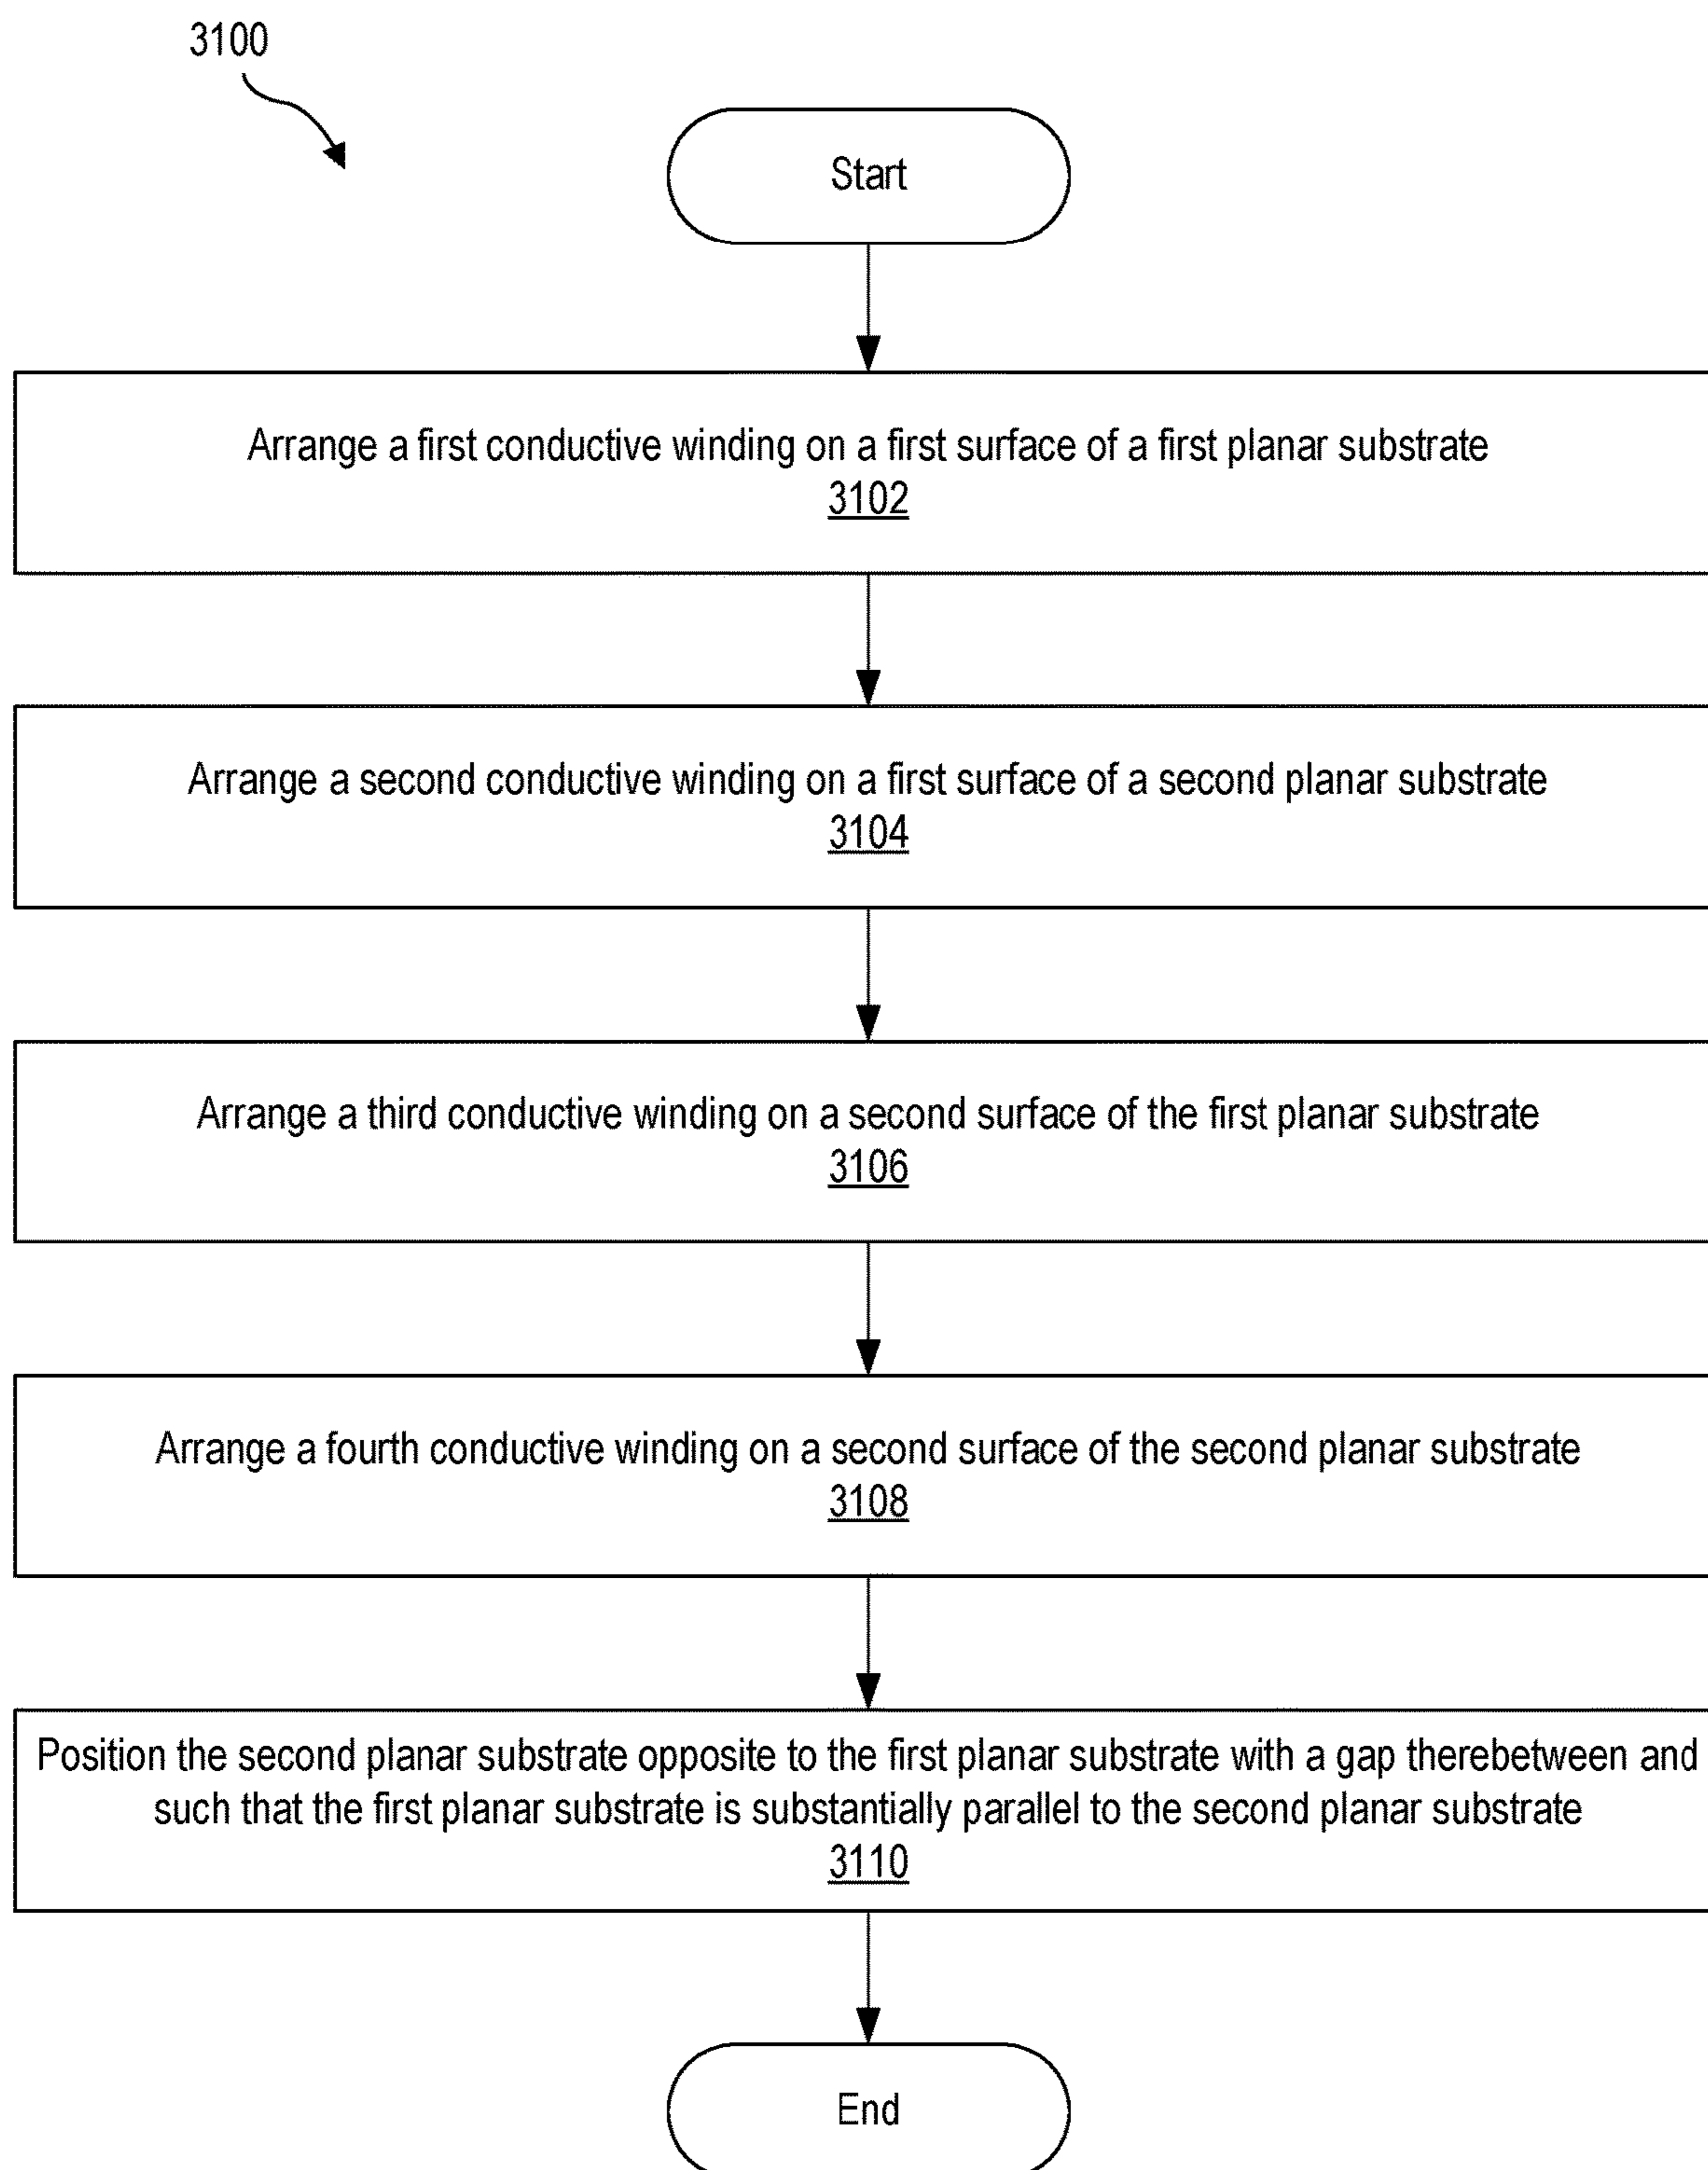 3100
Start
Arrange a first conductive winding on a first surface of a first planar substrate
3102
Arrange a second conductive winding on a first surface of a second planar substrate
3104
Arrange a third conductive winding on a second surface of the first planar substrate
3106
Arrange a fourth conductive winding on a second surface of the second planar substrate
3108
Position the second planar substrate opposite to the first planar substrate with a gap therebetween and
such that the first planar substrate is substantially parallel to the second planar substrate
3110
End